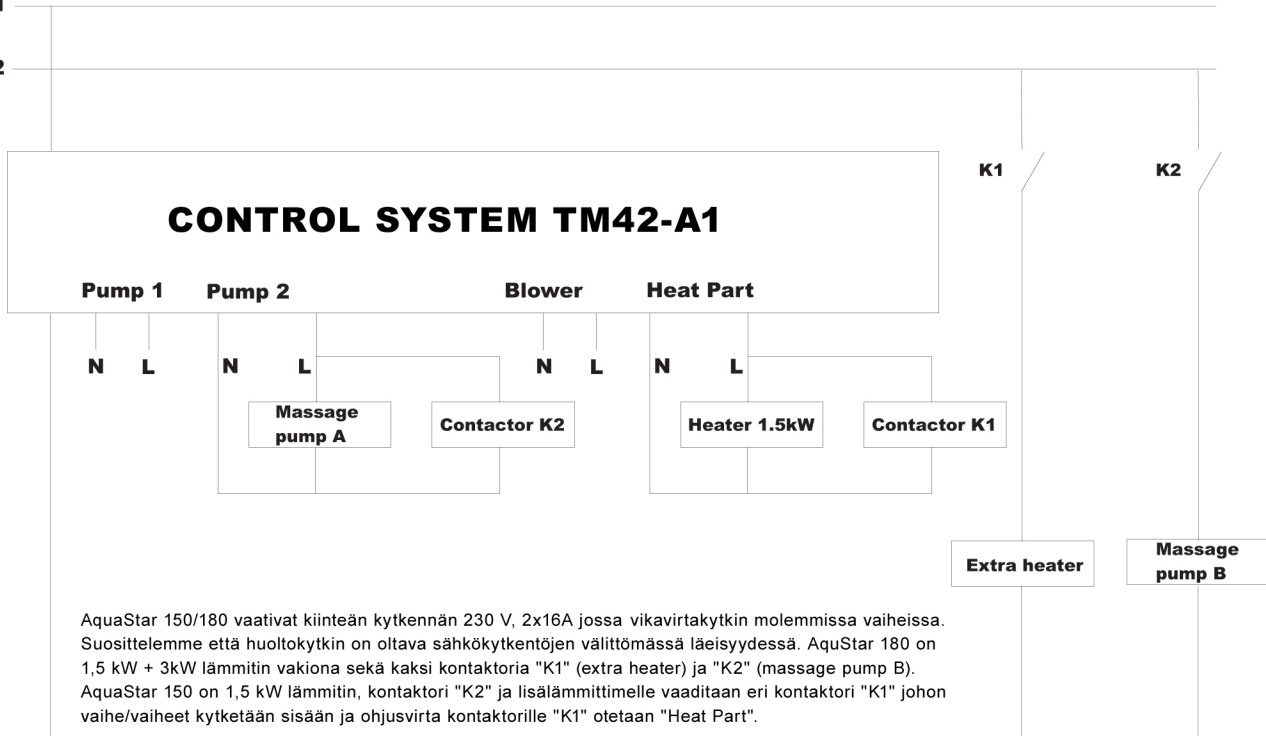 K1
K2
CONTROL SYSTEM TM42-A1
Pump 1 Pump 2 Blower Heat Part
N L N L N L N L
Massage
pump A
Contactor K2
Heater 1.5kW
Contactor K1
Extra heater
Massage
pump B
AquaStar 150/180 vaativat kiinteän kytkennän 230 V, 2x16A jossa vikavirtakytkin molemmissa vaiheissa.
Suosittelemme että huoltokytkin on oltava sähkökytkentöjen välittömässä läeisyydessä. AquStar 180 on
1,5 kW + 3kW lämmitin vakiona sekä kaksi kontaktoria "K1" (extra heater) ja "K2" (massage pump B).
AquaStar 150 on 1,5 kW lämmitin, kontaktori "K2" ja lisälämmittimelle vaaditaan eri kontaktori "K1" johon
vaihe/vaiheet kytketään sisään ja ohjusvirta kontaktorille "K1" otetaan "Heat Part".